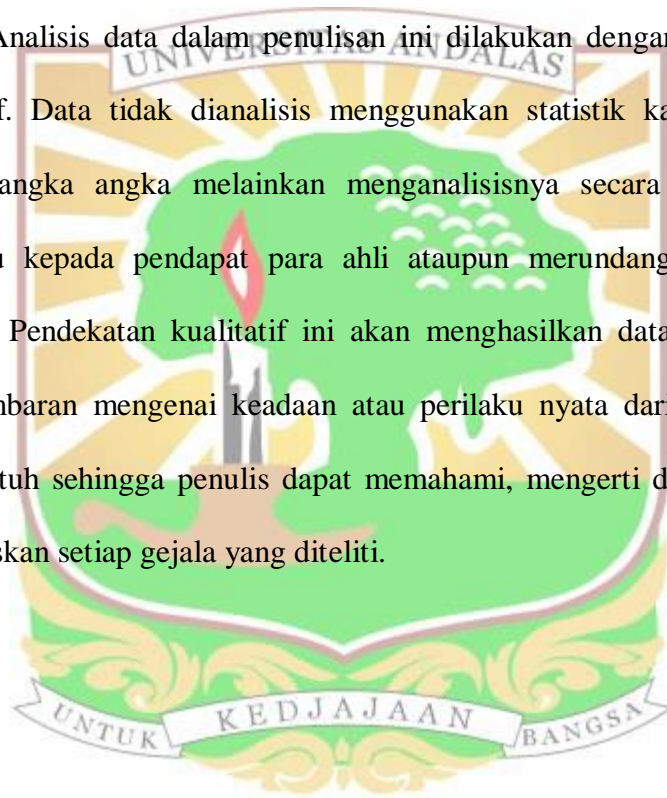 UNIVERSITAS ANDALAS
Analisis data dalam penulisan ini dilakukan dengan
f. Data tidak dianalisis menggunakan statistik ka
angka angka melainkan menganalisisnya secara
u kepada pendapat para ahli ataupun merundang
Pendekatan kualitatif ini akan menghasilkan data
mbaran mengenai keadaan atau perilaku nyata dari
tuh sehingga penulis dapat memahami, mengerti d
skan setiap gejala yang diteliti.
UNTUK KEDJAJAAN BANGSA